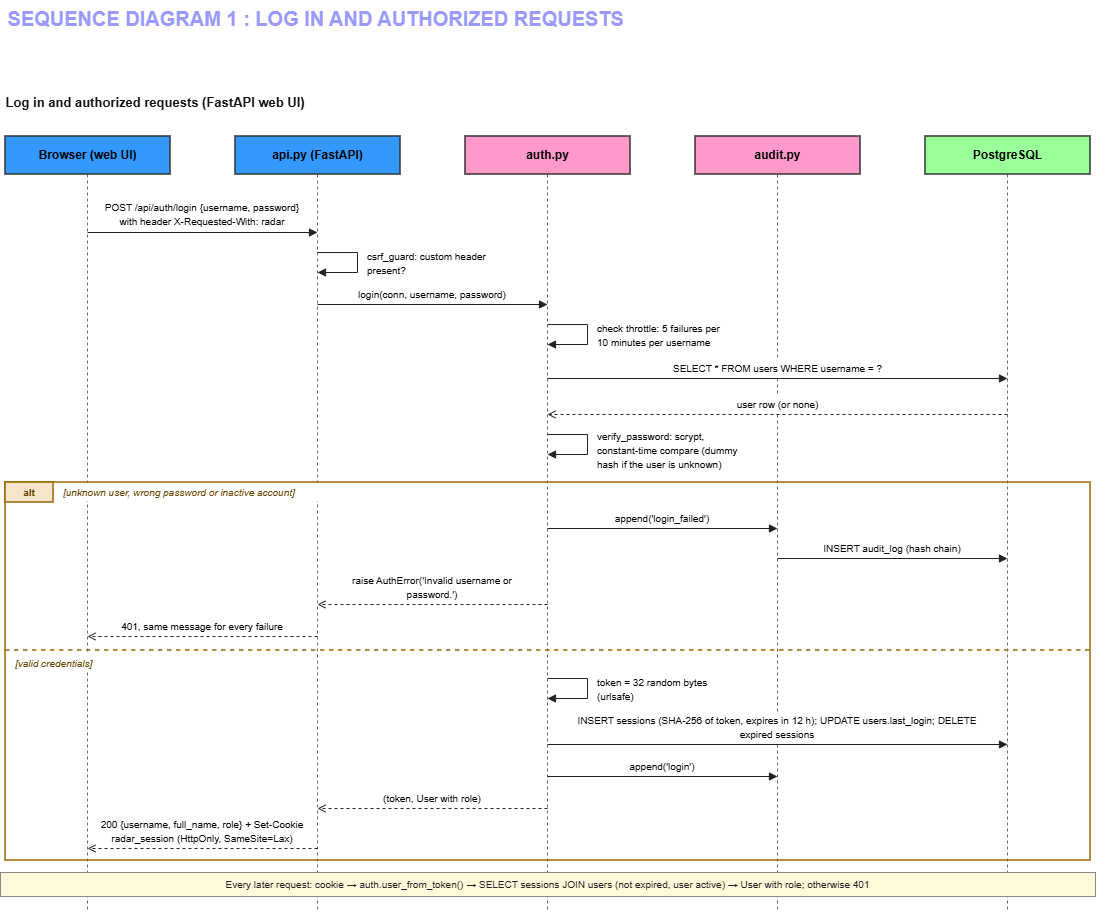 SEQUENCE DIAGRAM 1 : LOG IN AND AUTHORIZED REQUESTS
Log in and authorized requests (FastAPI web UI)
Browser (web UI)
api.py (FastAPI)
auth.py
audit.py
PostgreSQL
POST /api/auth/login {username, password}
with header X-Requested-With: radar
csrf_guard: custom header
present?
login(conn, username, password)
check throttle: 5 failures per
10 minutes per username
SELECT * FROM users WHERE username = ?
user row (or none)
verify_password: scrypt,
constant-time compare (dummy
hash if the user is unknown)
alt
[unknown user, wrong password or inactive account]
append('login_failed')
INSERT audit_log (hash chain)
raise AuthError('Invalid username or
password.')
401, same message for every failure
[valid credentials]
token = 32 random bytes
(urlsafe)
INSERT sessions (SHA-256 of token, expires in 12 h); UPDATE users.last_login; DELETE
expired sessions
append('login')
(token, User with role)
200 {username, full_name, role} + Set-Cookie
radar_session (HttpOnly, SameSite=Lax)
Every later request: cookie → auth.user_from_token() → SELECT sessions JOIN users (not expired, user active) → User with role; otherwise 401